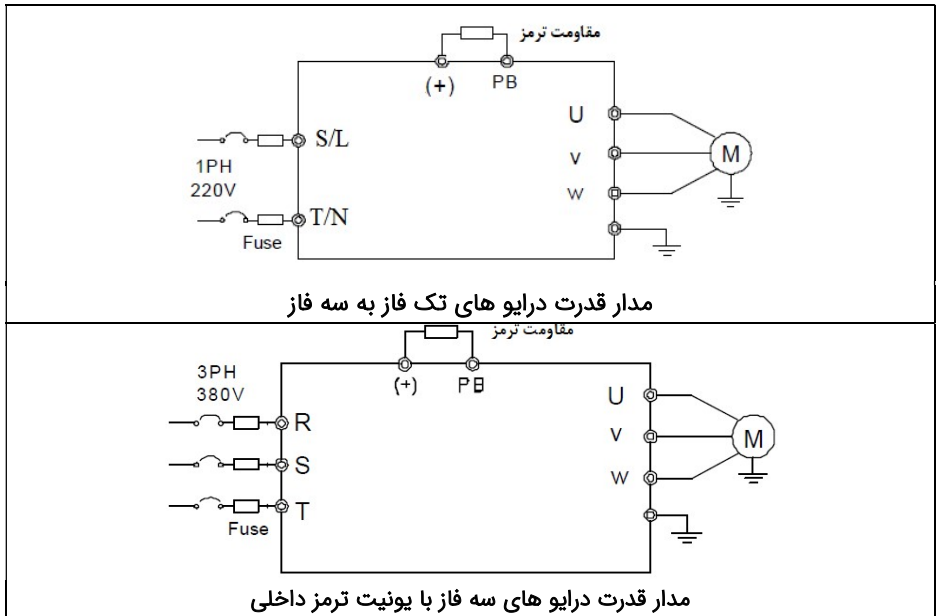 مقاومت ترمز
(+) PB
U
S/L
V
M
1PH
220V
W
T/N
Fuse
مدار قدرت درایو های تک فاز به سه فاز
مقاومت ترمز
(+) PB
3PH
380V
U
R
V
M
S
W
T
Fuse
مدار قدرت درایو های سه فاز با یونیت ترمز داخلی